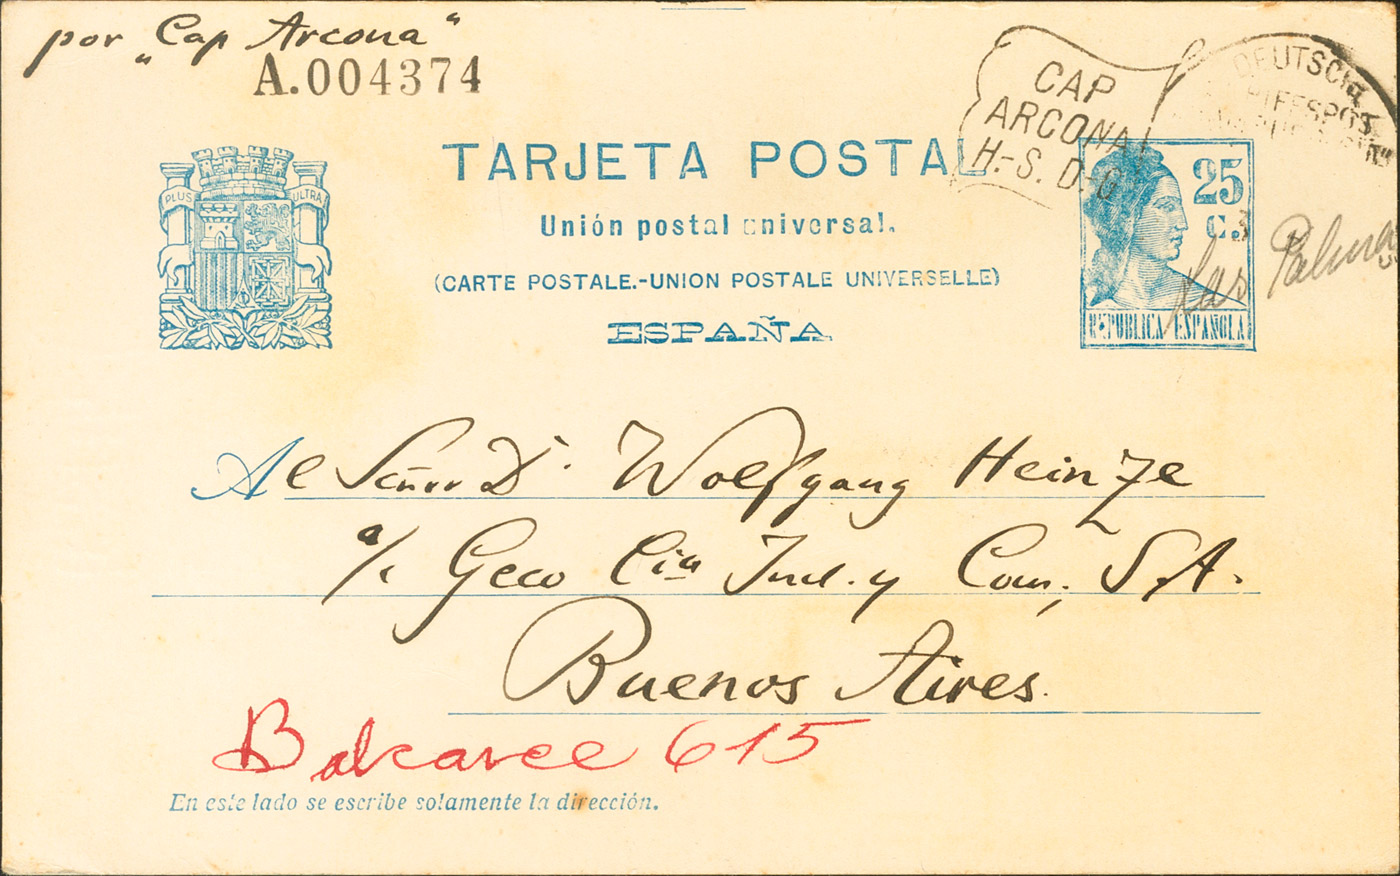 por „Cap Arcona“
A.004374
CAP
ARCONA
H.-S. D.-G.
DEUTSCHE
PLUS ULTRA
TARJETA POSTAL
Unión postal universal.
(CARTE POSTALE.-UNION POSTALE UNIVERSELLE)
ESPAÑA
25
C.
Las Palmas
REPUBLICA ESPAÑOLA
Al Señor D. Wolfgang Heinze
a/c Geco Cía Ind. y Com., S.A.
Buenos Aires.
Balcarce 615
En este lado se escribe solamente la dirección.